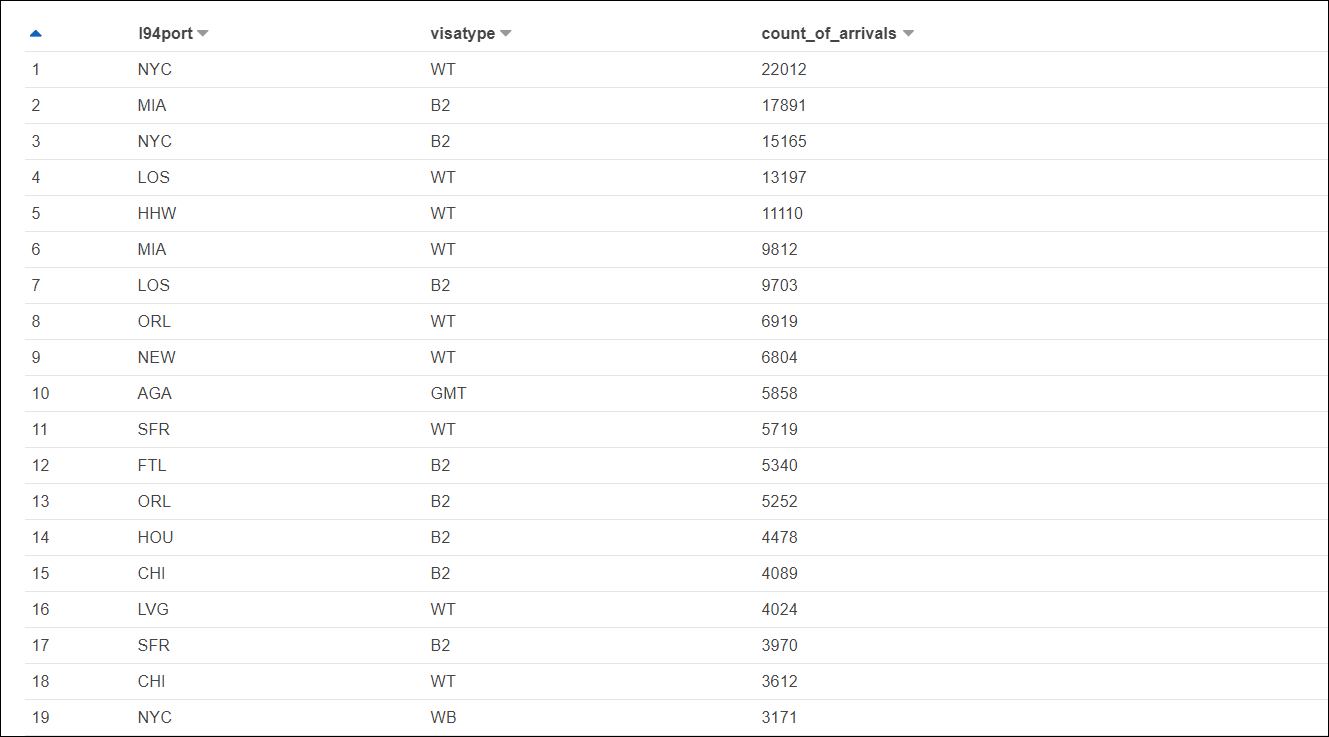 I94port visatype count_of_arrivals
1 NYC WT 22012
2 MIA B2 17891
3 NYC B2 15165
4 LOS WT 13197
5 HHW WT 11110
6 MIA WT 9812
7 LOS B2 9703
8 ORL WT 6919
9 NEW WT 6804
10 AGA GMT 5858
11 SFR WT 5719
12 FTL B2 5340
13 ORL B2 5252
14 HOU B2 4478
15 CHI B2 4089
16 LVG WT 4024
17 SFR B2 3970
18 CHI WT 3612
19 NYC WB 3171